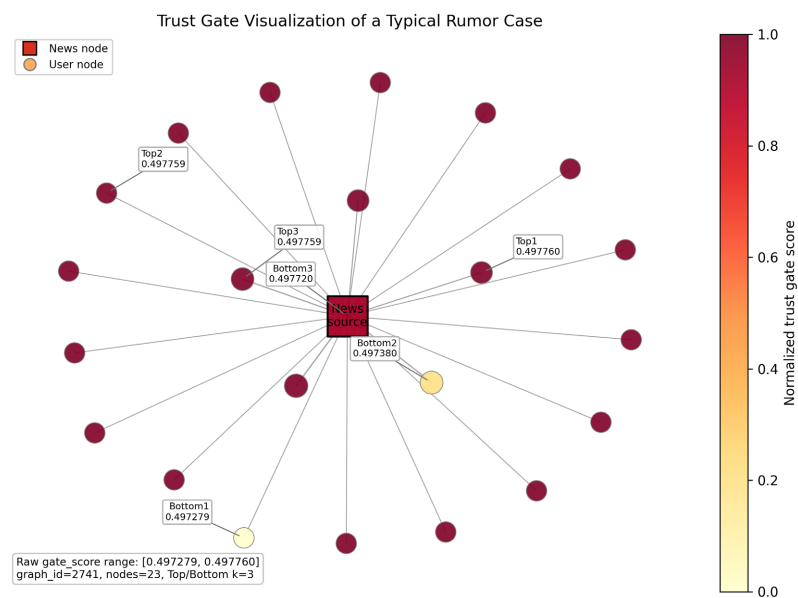 Trust Gate Visualization of a Typical Rumor Case
News node
User node
Top2
0.497759
Top3
0.497759
Top1
0.497760
Bottom3
0.497720
News
source
Bottom2
0.497380
Bottom1
0.497279
Raw gate_score range: [0.497279, 0.497760]
graph_id=2741, nodes=23, Top/Bottom k=3
1.0
0.8
0.6
0.4
0.2
0.0
Normalized trust gate score